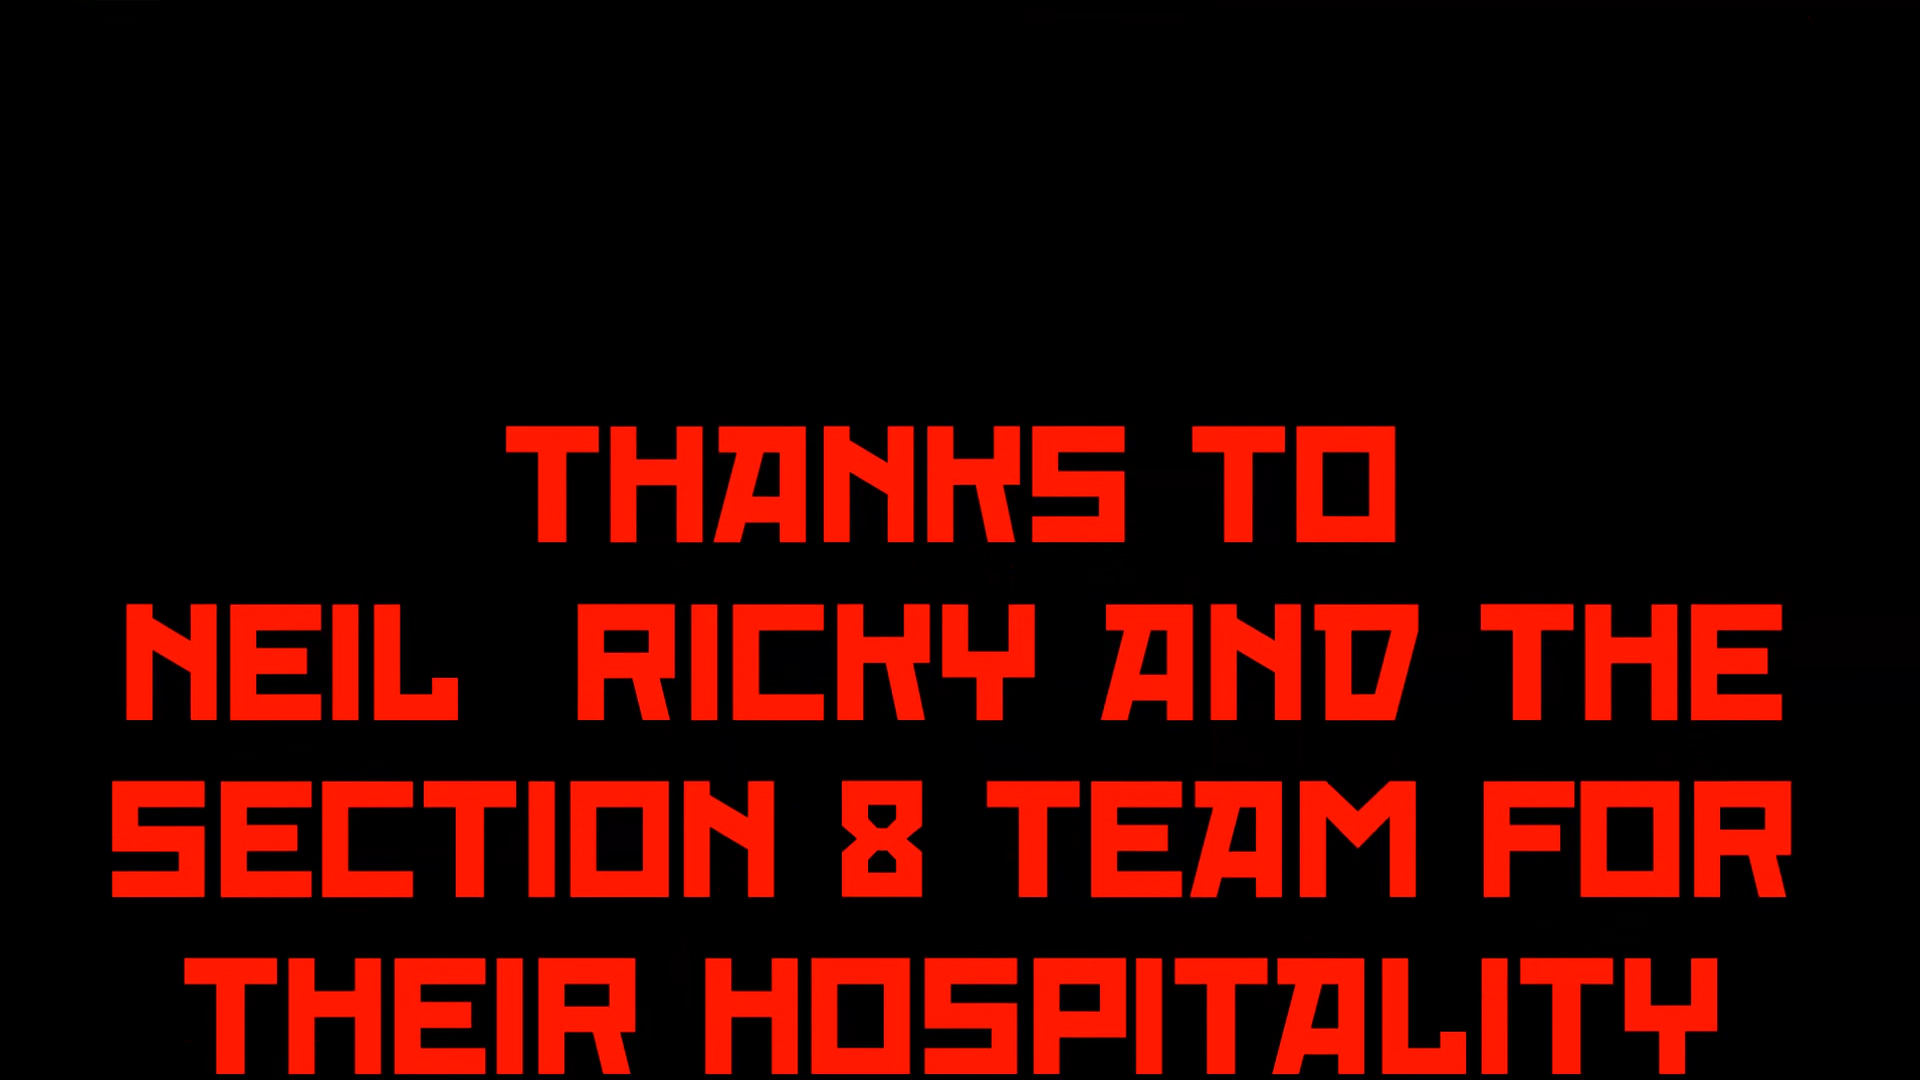 THANKS TO
NEIL  RICKY AND THE
SECTION 8 TEAM FOR
THEIR HOSPITALITY